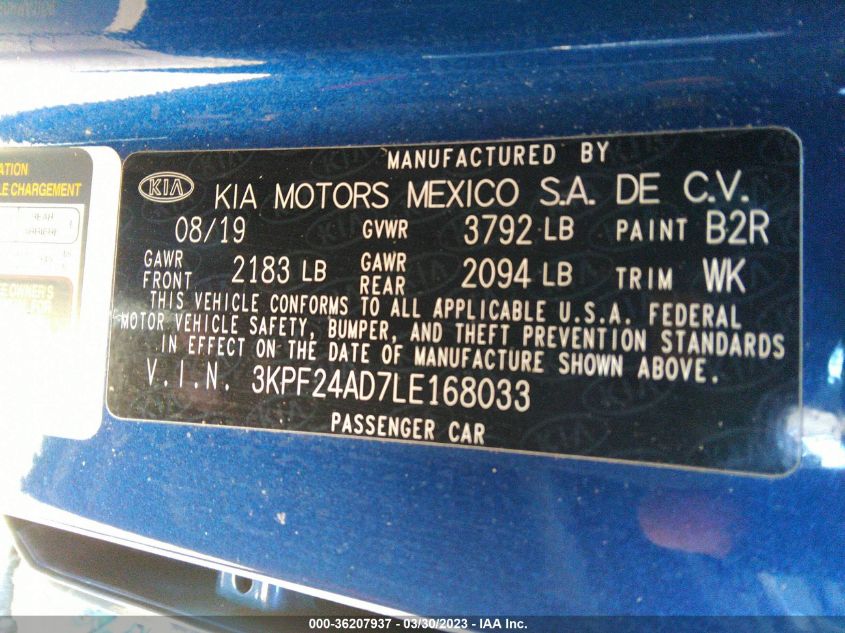 MANUFACTURED BY
KIA KIA MOTORS MEXICO S.A. DE C.V.
08/19 GVWR 3792 LB PAINT B2R
GAWR FRONT 2183 LB GAWR REAR 2094 LB TRIM WK
THIS VEHICLE CONFORMS TO ALL APPLICABLE U.S.A. FEDERAL
MOTOR VEHICLE SAFETY, BUMPER, AND THEFT PREVENTION STANDARDS
IN EFFECT ON THE DATE OF MANUFACTURE SHOWN ABOVE.
V.I.N. 3KPF24AD7LE168033
PASSENGER CAR
CHARGEMENT
REAR
ARRIERE
OWNER'S
FOR
000-36207937 - 03/30/2023 - IAA Inc.